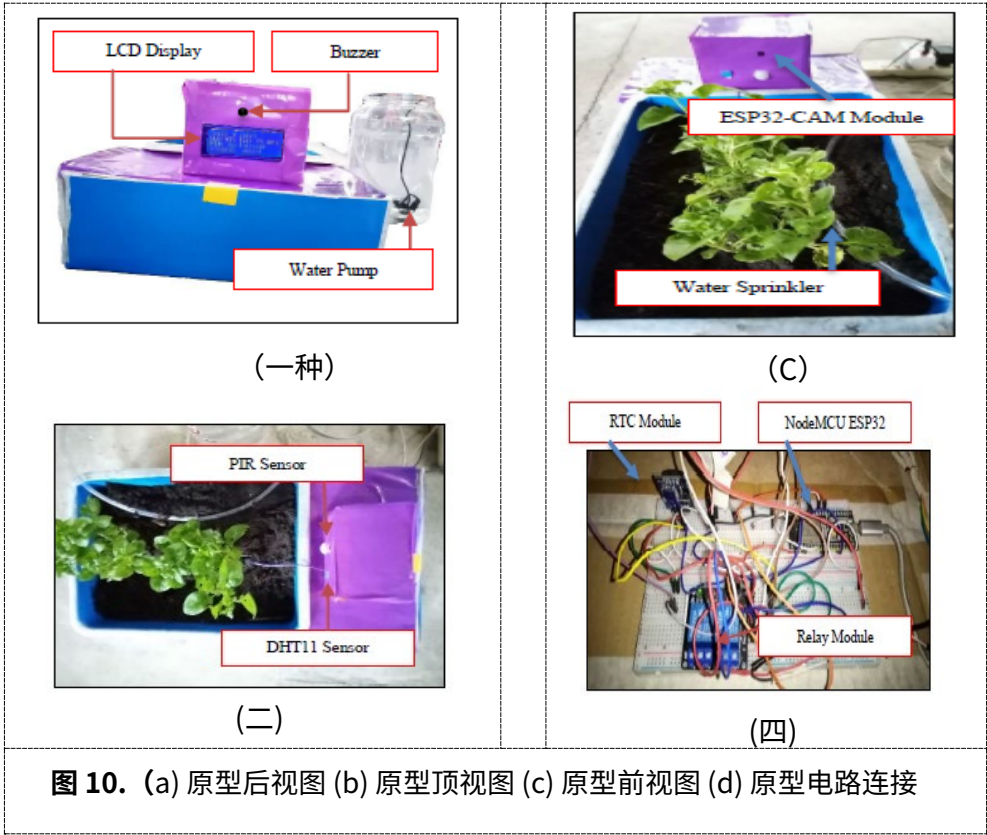 LCD Display
Buzzer
Water Pump
（一种）
ESP32-CAM Module
Water Sprinkler
（C）
PIR Sensor
DHT11 Sensor
(二)
RTC Module
NodeMCU ESP32
Relay Module
(四)
图 10.（a) 原型后视图 (b) 原型顶视图 (c) 原型前视图 (d) 原型电路连接